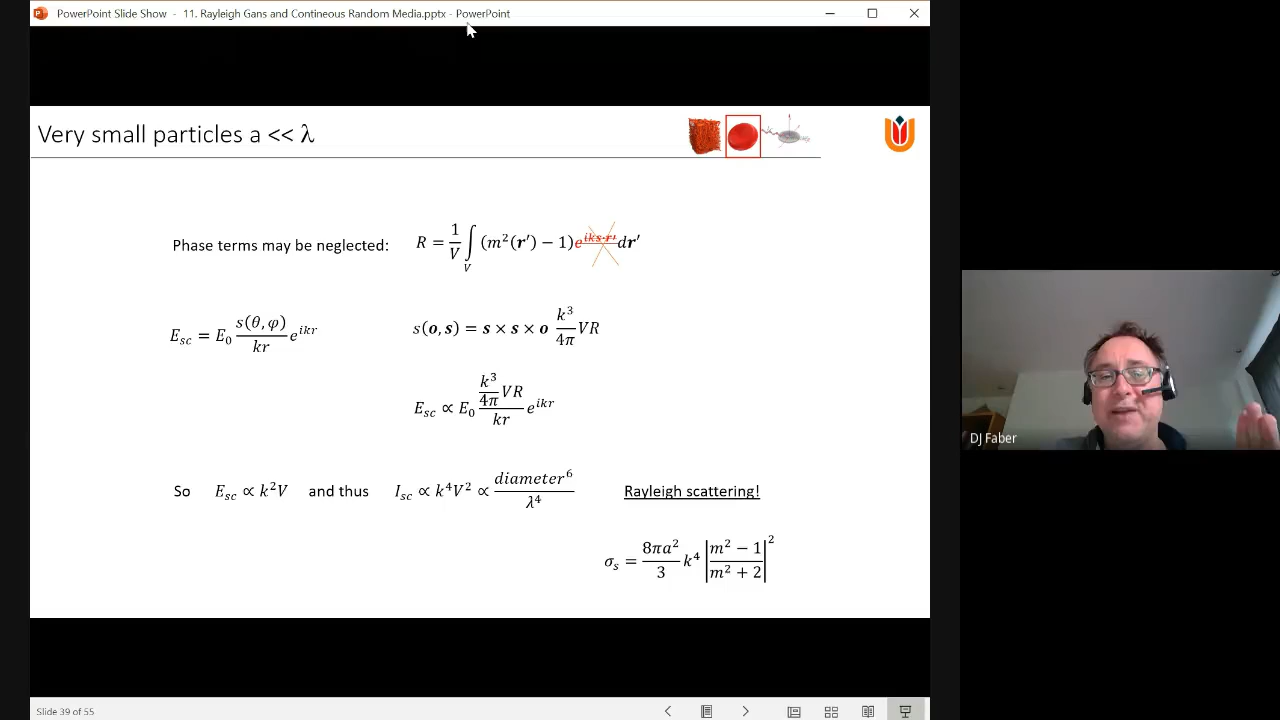 PowerPoint Slide Show - 11. Rayleigh Gans and Contineous Random Media.pptx - PowerPoint
Very small particles a << λ
Phase terms may be neglected: R = 1/V ∫_V (m²(r′) − 1)e^{iks·r′}dr′
E_sc = E₀ s(θ, φ)/kr e^{ikr}
s(o, s) = s × s × o k³/4π VR
E_sc ∝ E₀ (k³/4π VR)/kr e^{ikr}
So E_sc ∝ k²V and thus I_sc ∝ k⁴V² ∝ diameter⁶/λ⁴ Rayleigh scattering!
σ_s = 8πa²/3 k⁴ |m² − 1/m² + 2|²
DJ Faber
Slide 39 of 55